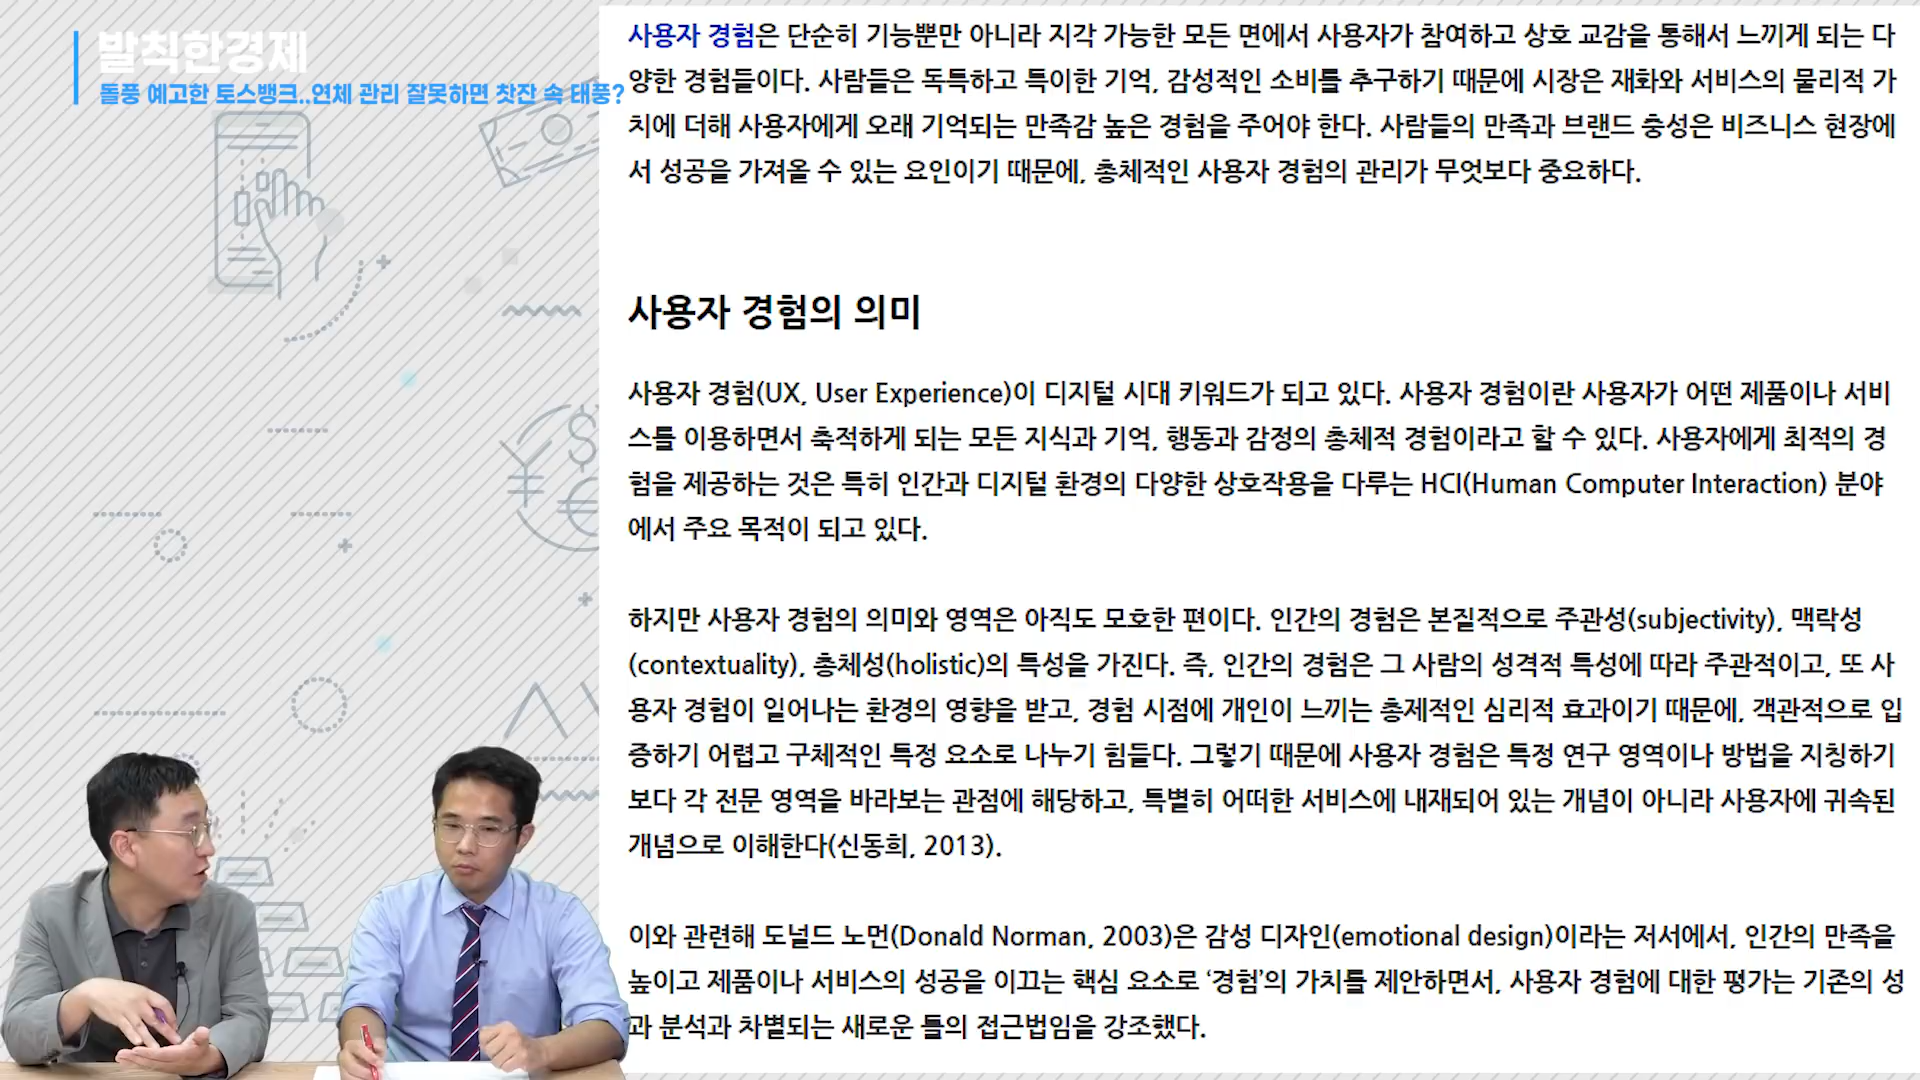 발칙한경제
돌풍 예고한 토스뱅크..연체 관리 잘못하면 찻잔 속 태풍?
사용자 경험은 단순히 기능뿐만 아니라 지각 가능한 모든 면에서 사용자가 참여하고 상호 교감을 통해서 느끼게 되는 다
양한 경험들이다. 사람들은 독특하고 특이한 기억, 감성적인 소비를 추구하기 때문에 시장은 재화와 서비스의 물리적 가
치에 더해 사용자에게 오래 기억되는 만족감 높은 경험을 주어야 한다. 사람들의 만족과 브랜드 충성은 비즈니스 현장에
서 성공을 가져올 수 있는 요인이기 때문에, 총체적인 사용자 경험의 관리가 무엇보다 중요하다.
사용자 경험의 의미
사용자 경험(UX, User Experience)이 디지털 시대 키워드가 되고 있다. 사용자 경험이란 사용자가 어떤 제품이나 서비
스를 이용하면서 축적하게 되는 모든 지식과 기억, 행동과 감정의 총체적 경험이라고 할 수 있다. 사용자에게 최적의 경
험을 제공하는 것은 특히 인간과 디지털 환경의 다양한 상호작용을 다루는 HCI(Human Computer Interaction) 분야
에서 주요 목적이 되고 있다.
하지만 사용자 경험의 의미와 영역은 아직도 모호한 편이다. 인간의 경험은 본질적으로 주관성(subjectivity), 맥락성
(contextuality), 총체성(holistic)의 특성을 가진다. 즉, 인간의 경험은 그 사람의 성격적 특성에 따라 주관적이고, 또 사
용자 경험이 일어나는 환경의 영향을 받고, 경험 시점에 개인이 느끼는 총제적인 심리적 효과이기 때문에, 객관적으로 입
증하기 어렵고 구체적인 특정 요소로 나누기 힘들다. 그렇기 때문에 사용자 경험은 특정 연구 영역이나 방법을 지칭하기
보다 각 전문 영역을 바라보는 관점에 해당하고, 특별히 어떠한 서비스에 내재되어 있는 개념이 아니라 사용자에 귀속된
개념으로 이해한다(신동희, 2013).
이와 관련해 도널드 노먼(Donald Norman, 2003)은 감성 디자인(emotional design)이라는 저서에서, 인간의 만족을
높이고 제품이나 서비스의 성공을 이끄는 핵심 요소로 ‘경험’의 가치를 제안하면서, 사용자 경험에 대한 평가는 기존의 성
과 분석과 차별되는 새로운 틀의 접근법임을 강조했다.